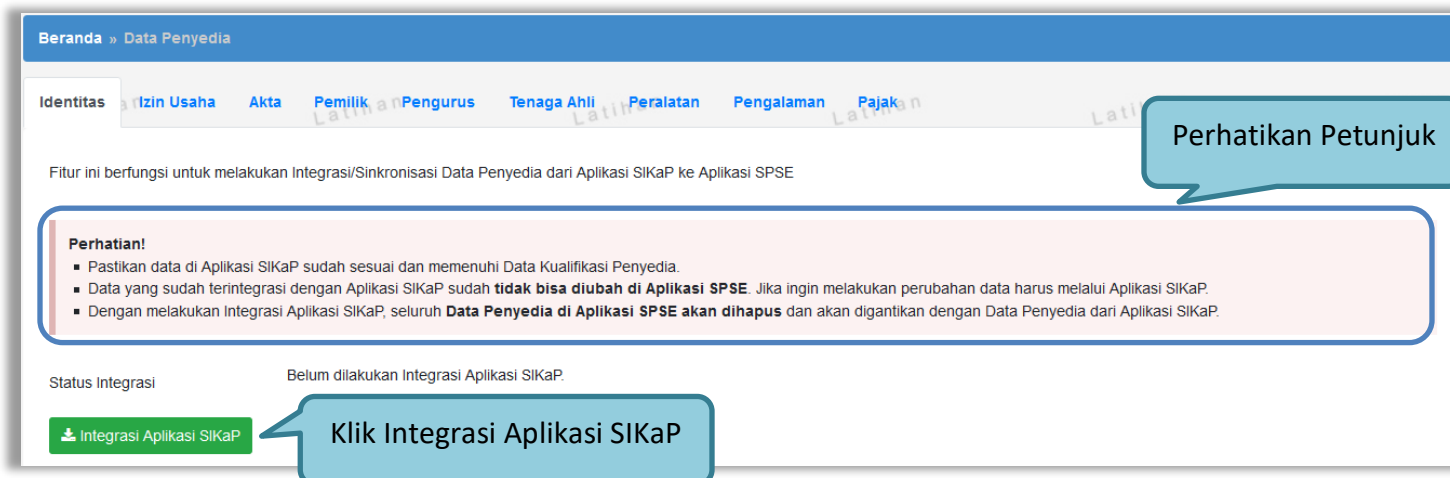 Beranda » Data Penyedia
Identitas Izin Usaha Akta Pemilik Pengurus Tenaga Ahli Peralatan Pengalaman Pajak
Latihan Latihan Latihan
Perhatikan Petunjuk
Fitur ini berfungsi untuk melakukan Integrasi/Sinkronisasi Data Penyedia dari Aplikasi SIKaP ke Aplikasi SPSE
Perhatian!
▪ Pastikan data di Aplikasi SIKaP sudah sesuai dan memenuhi Data Kualifikasi Penyedia.
▪ Data yang sudah terintegrasi dengan Aplikasi SIKaP sudah tidak bisa diubah di Aplikasi SPSE. Jika ingin melakukan perubahan data harus melalui Aplikasi SIKaP.
▪ Dengan melakukan Integrasi Aplikasi SIKaP, seluruh Data Penyedia di Aplikasi SPSE akan dihapus dan akan digantikan dengan Data Penyedia dari Aplikasi SIKaP.
Status Integrasi Belum dilakukan Integrasi Aplikasi SIKaP.
Integrasi Aplikasi SIKaP
Klik Integrasi Aplikasi SIKaP